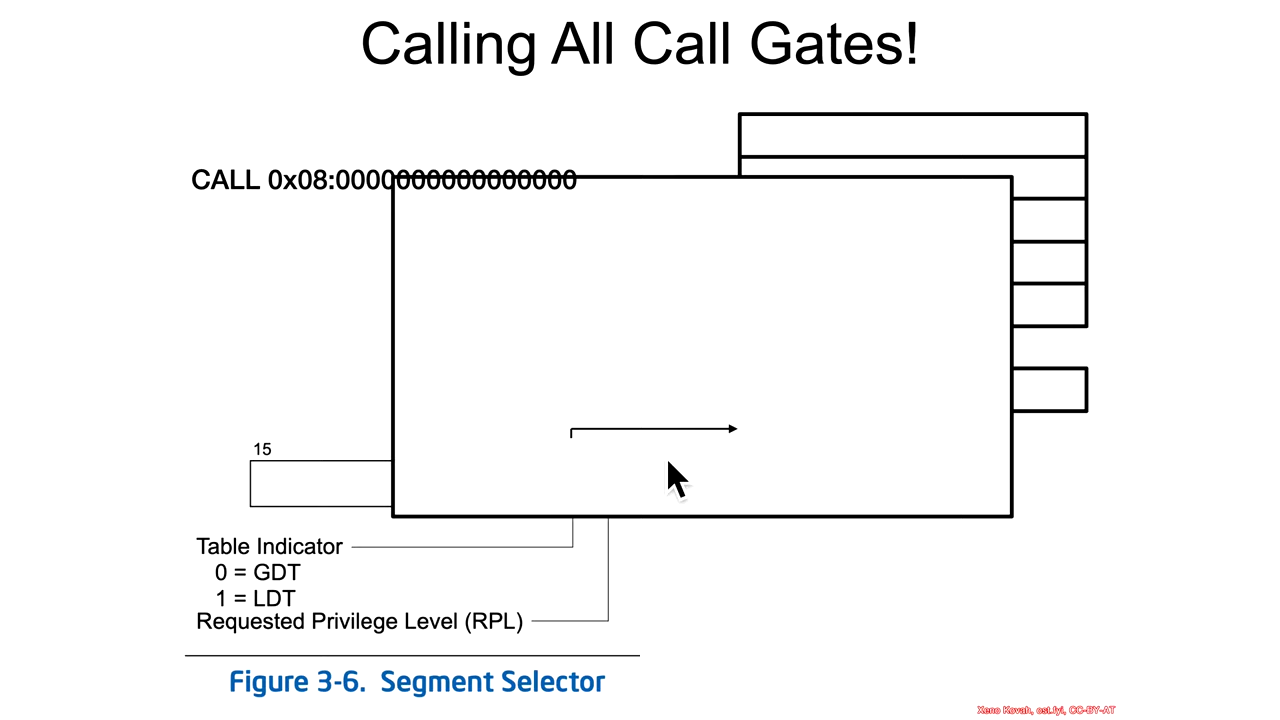 Calling All Call Gates!
CALL 0x08:0000000000000000
15
Table Indicator
0 = GDT
1 = LDT
Requested Privilege Level (RPL)
Figure 3-6. Segment Selector
Xeno Kovah, ost.fyi, CC-BY-AT